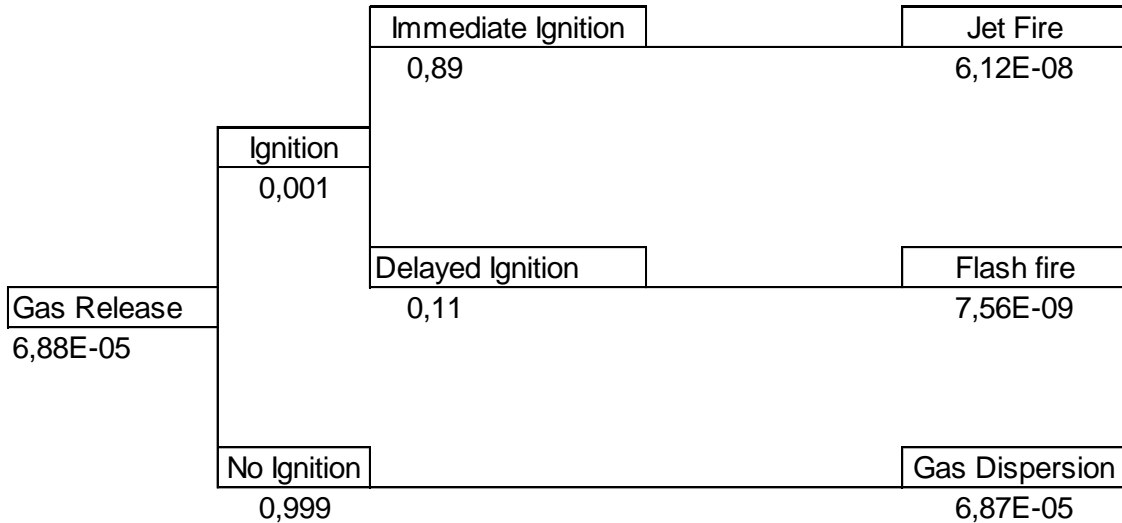 Immediate Ignition
Jet Fire
0,89
6,12E-08
Ignition
0,001
Delayed Ignition
Flash fire
0,11
7,56E-09
Gas Release
6,88E-05
No Ignition
Gas Dispersion
0,999
6,87E-05